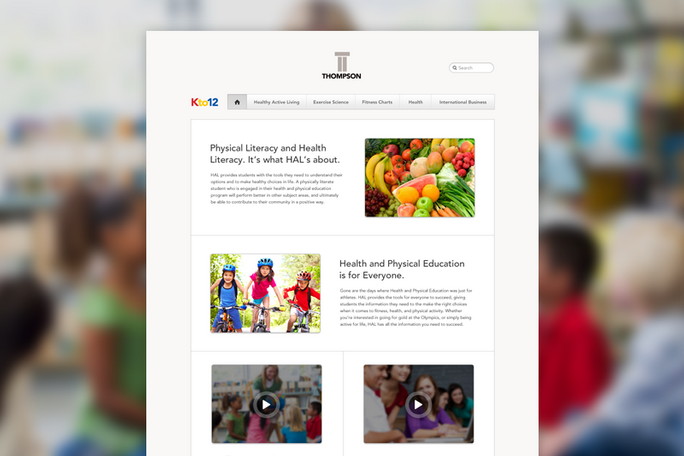 THOMPSON
Search
Kto12
Healthy Active Living
Exercise Science
Fitness Charts
Health
International Business
Physical Literacy and Health
Literacy. It's what HAL's about.
HAL provides students with the tools they need to understand their
options and to make healthy choices in life. A physically literate
student who is engaged in their health and physical education
program will perform better in other subject areas, and ultimately
be able to contribute to their community in a positive way.
Health and Physical Education
is for Everyone.
Gone are the days where Health and Physical Education was just for
athletes. HAL provides the tools for everyone to succeed, giving
students the information they need to make the right choices
when it comes to fitness, health, and physical activity. Whether
you're interested in going for gold at the Olympics, or simply being
active for life, HAL has all the information you need to succeed.